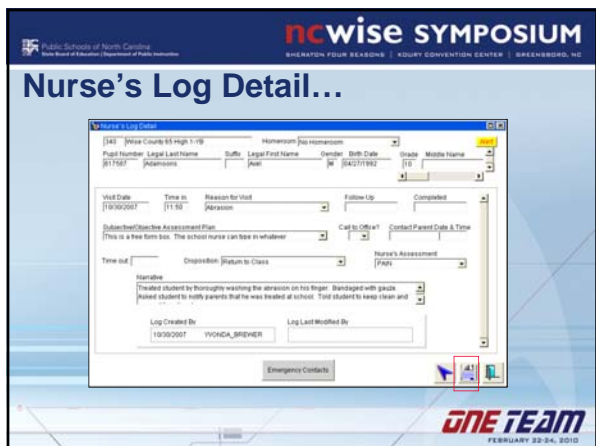 Public Schools of North Carolina
State Board of Education | Department of Public Instruction
ncwise SYMPOSIUM
SHERATON FOUR SEASONS | KOURY CONVENTION CENTER | GREENSBORO, NC
Nurse's Log Detail…
Nurse's Log Detail
340 Wise County 65 High 1-YB Homeroom No Homeroom Alert
Pupil Number Legal Last Name Suffix Legal First Name Gender Birth Date Grade Middle Name
817587 Adamsons Axel M 04/27/1992 10
Visit Date Time in Reason for Visit Follow Up Completed
10/30/2007 11:50 Abrasion
Subjective/Objective Assessment Plan Call to Office? Contact Parent Date & Time
This is a free form box. The school nurse can type in whatever
Time out Disposition Return to Class Nurse's Assessment
PAIN
Narrative
Treated student by thoroughly washing the abrasion on his finger. Bandaged with gauze
Asked student to notify parents that he was treated at school. Told student to keep clean and
Log Created By Log Last Modified By
10/30/2007 YVONDA_BREWER
Emergency Contacts
ONE TEAM
FEBRUARY 22-24, 2010